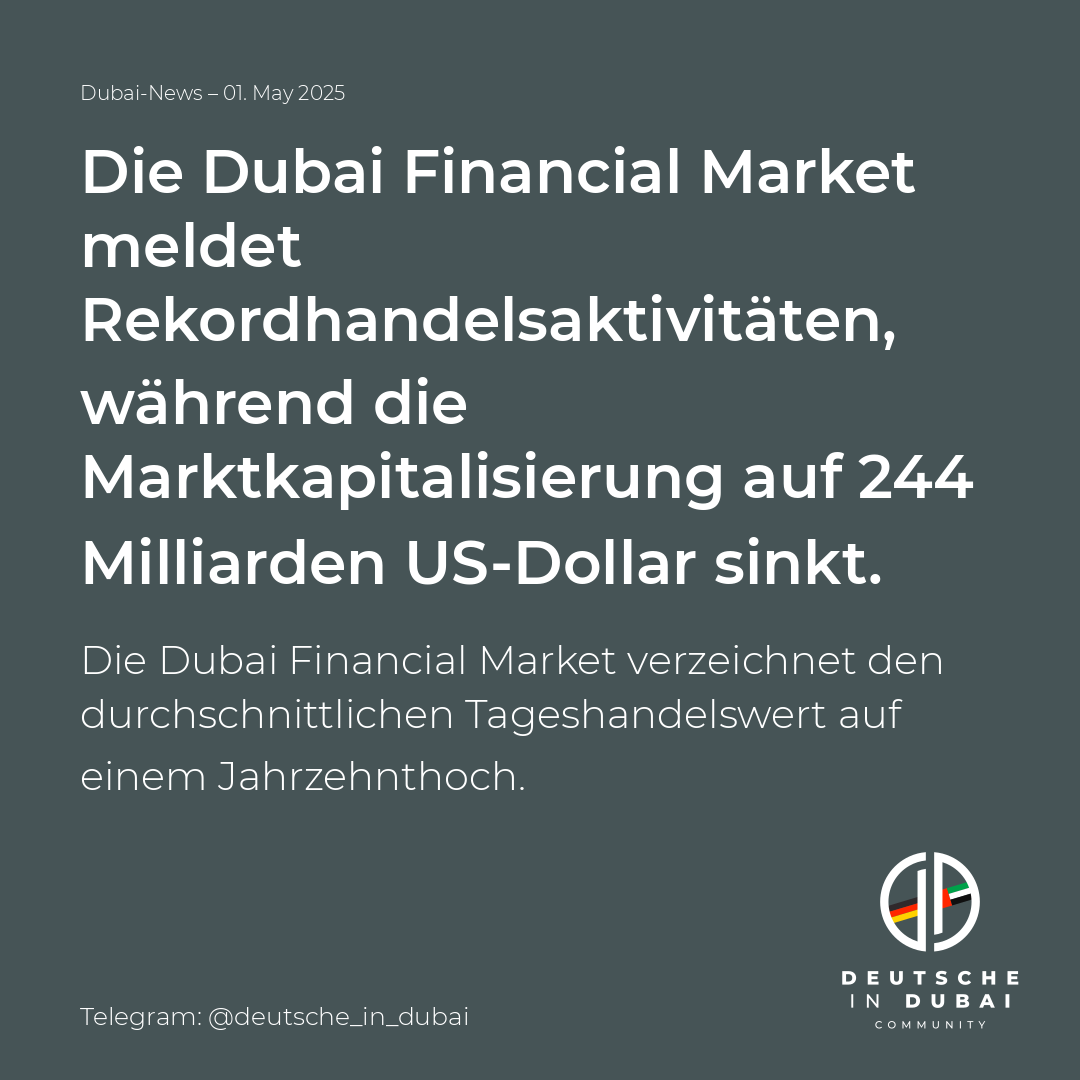 Dubai-News – 01. May 2025
Die Dubai Financial Market
meldet
Rekordhandelsaktivitäten,
während die
Marktkapitalisierung auf 244
Milliarden US-Dollar sinkt.
Die Dubai Financial Market verzeichnet den
durchschnittlichen Tageshandelswert auf
einem Jahrzehnthoch.
DEUTSCHE
IN DUBAI
COMMUNITY
Telegram: @deutsche_in_dubai